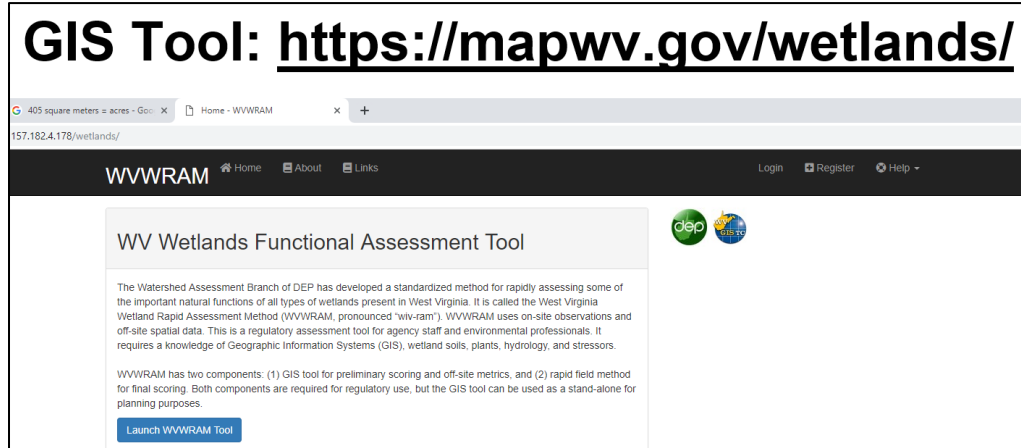 GIS Tool: https://mapwv.gov/wetlands/
405 square meters = acres - Goo
Home - WVWRAM
157.182.4.178/wetlands/
WVWRAM Home About Links Login Register Help
WV Wetlands Functional Assessment Tool
dep
WV GIS TC
The Watershed Assessment Branch of DEP has developed a standardized method for rapidly assessing some of
the important natural functions of all types of wetlands present in West Virginia. It is called the West Virginia
Wetland Rapid Assessment Method (WVWRAM, pronounced "wiv-ram"). WVWRAM uses on-site observations and
off-site spatial data. This is a regulatory assessment tool for agency staff and environmental professionals. It
requires a knowledge of Geographic Information Systems (GIS), wetland soils, plants, hydrology, and stressors.
WVWRAM has two components: (1) GIS tool for preliminary scoring and off-site metrics, and (2) rapid field method
for final scoring. Both components are required for regulatory use, but the GIS tool can be used as a stand-alone for
planning purposes.
Launch WVWRAM Tool